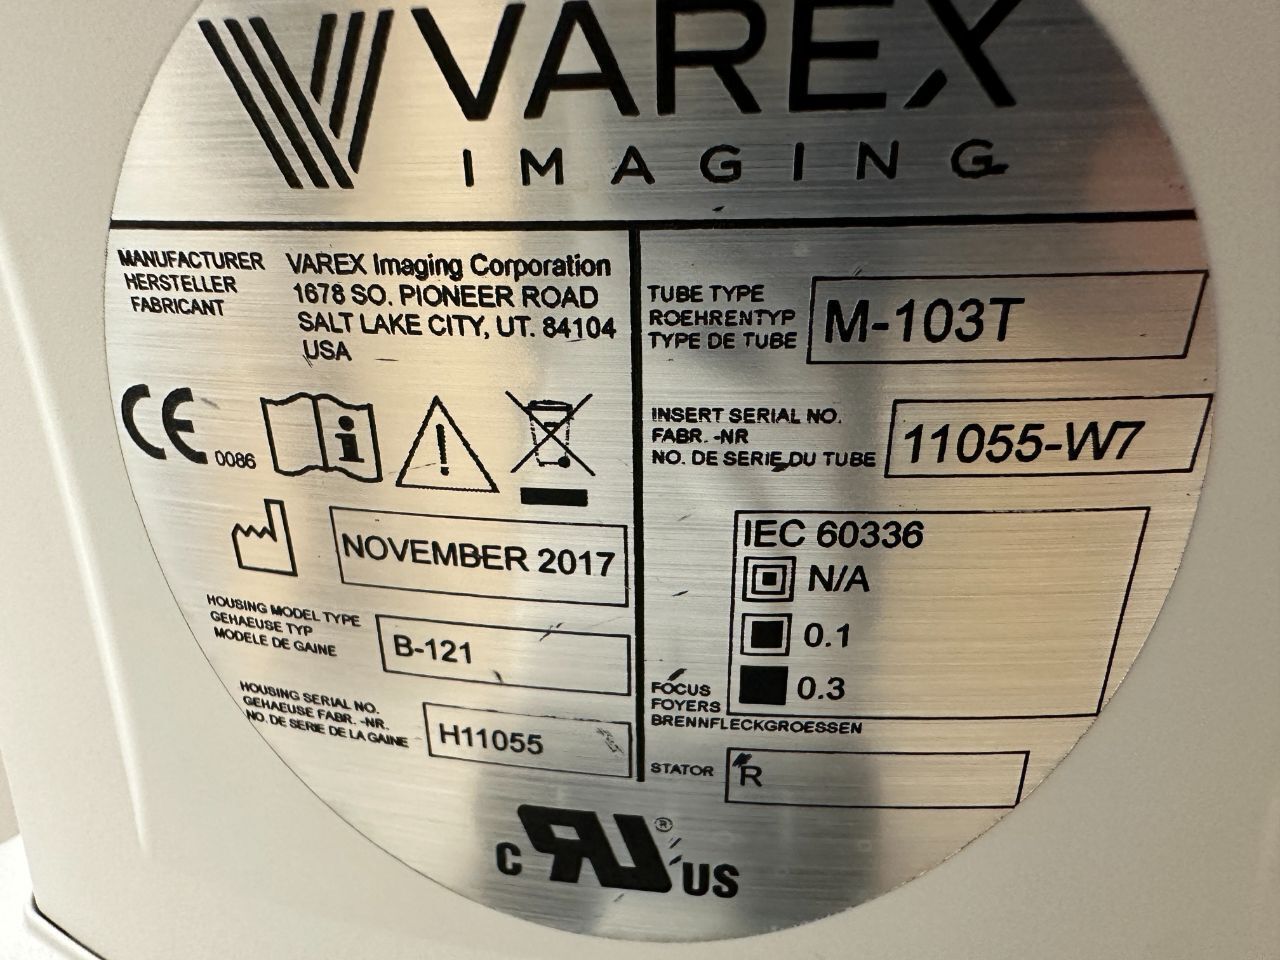 VAREX
IMAGING
MANUFACTURER
HERSTELLER
FABRICANT
VAREX Imaging Corporation
1678 SO. PIONEER ROAD
SALT LAKE CITY, UT. 84104
USA
CE 0086
NOVEMBER 2017
HOUSING MODEL TYPE
GEHAEUSE TYP
MODELE DE GAINE
B-121
HOUSING SERIAL NO.
GEHAEUSE FABR. -NR.
NO. DE SERIE DE LA GAINE
H11055
TUBE TYPE
ROEHRENTYP
TYPE DE TUBE
M-103T
INSERT SERIAL NO.
FABR. -NR
NO. DE SERIE DU TUBE
11055-W7
IEC 60336
N/A
0.1
0.3
FOCUS
FOYERS
BRENNFLECKGROESSEN
STATOR
R
C RU ® US